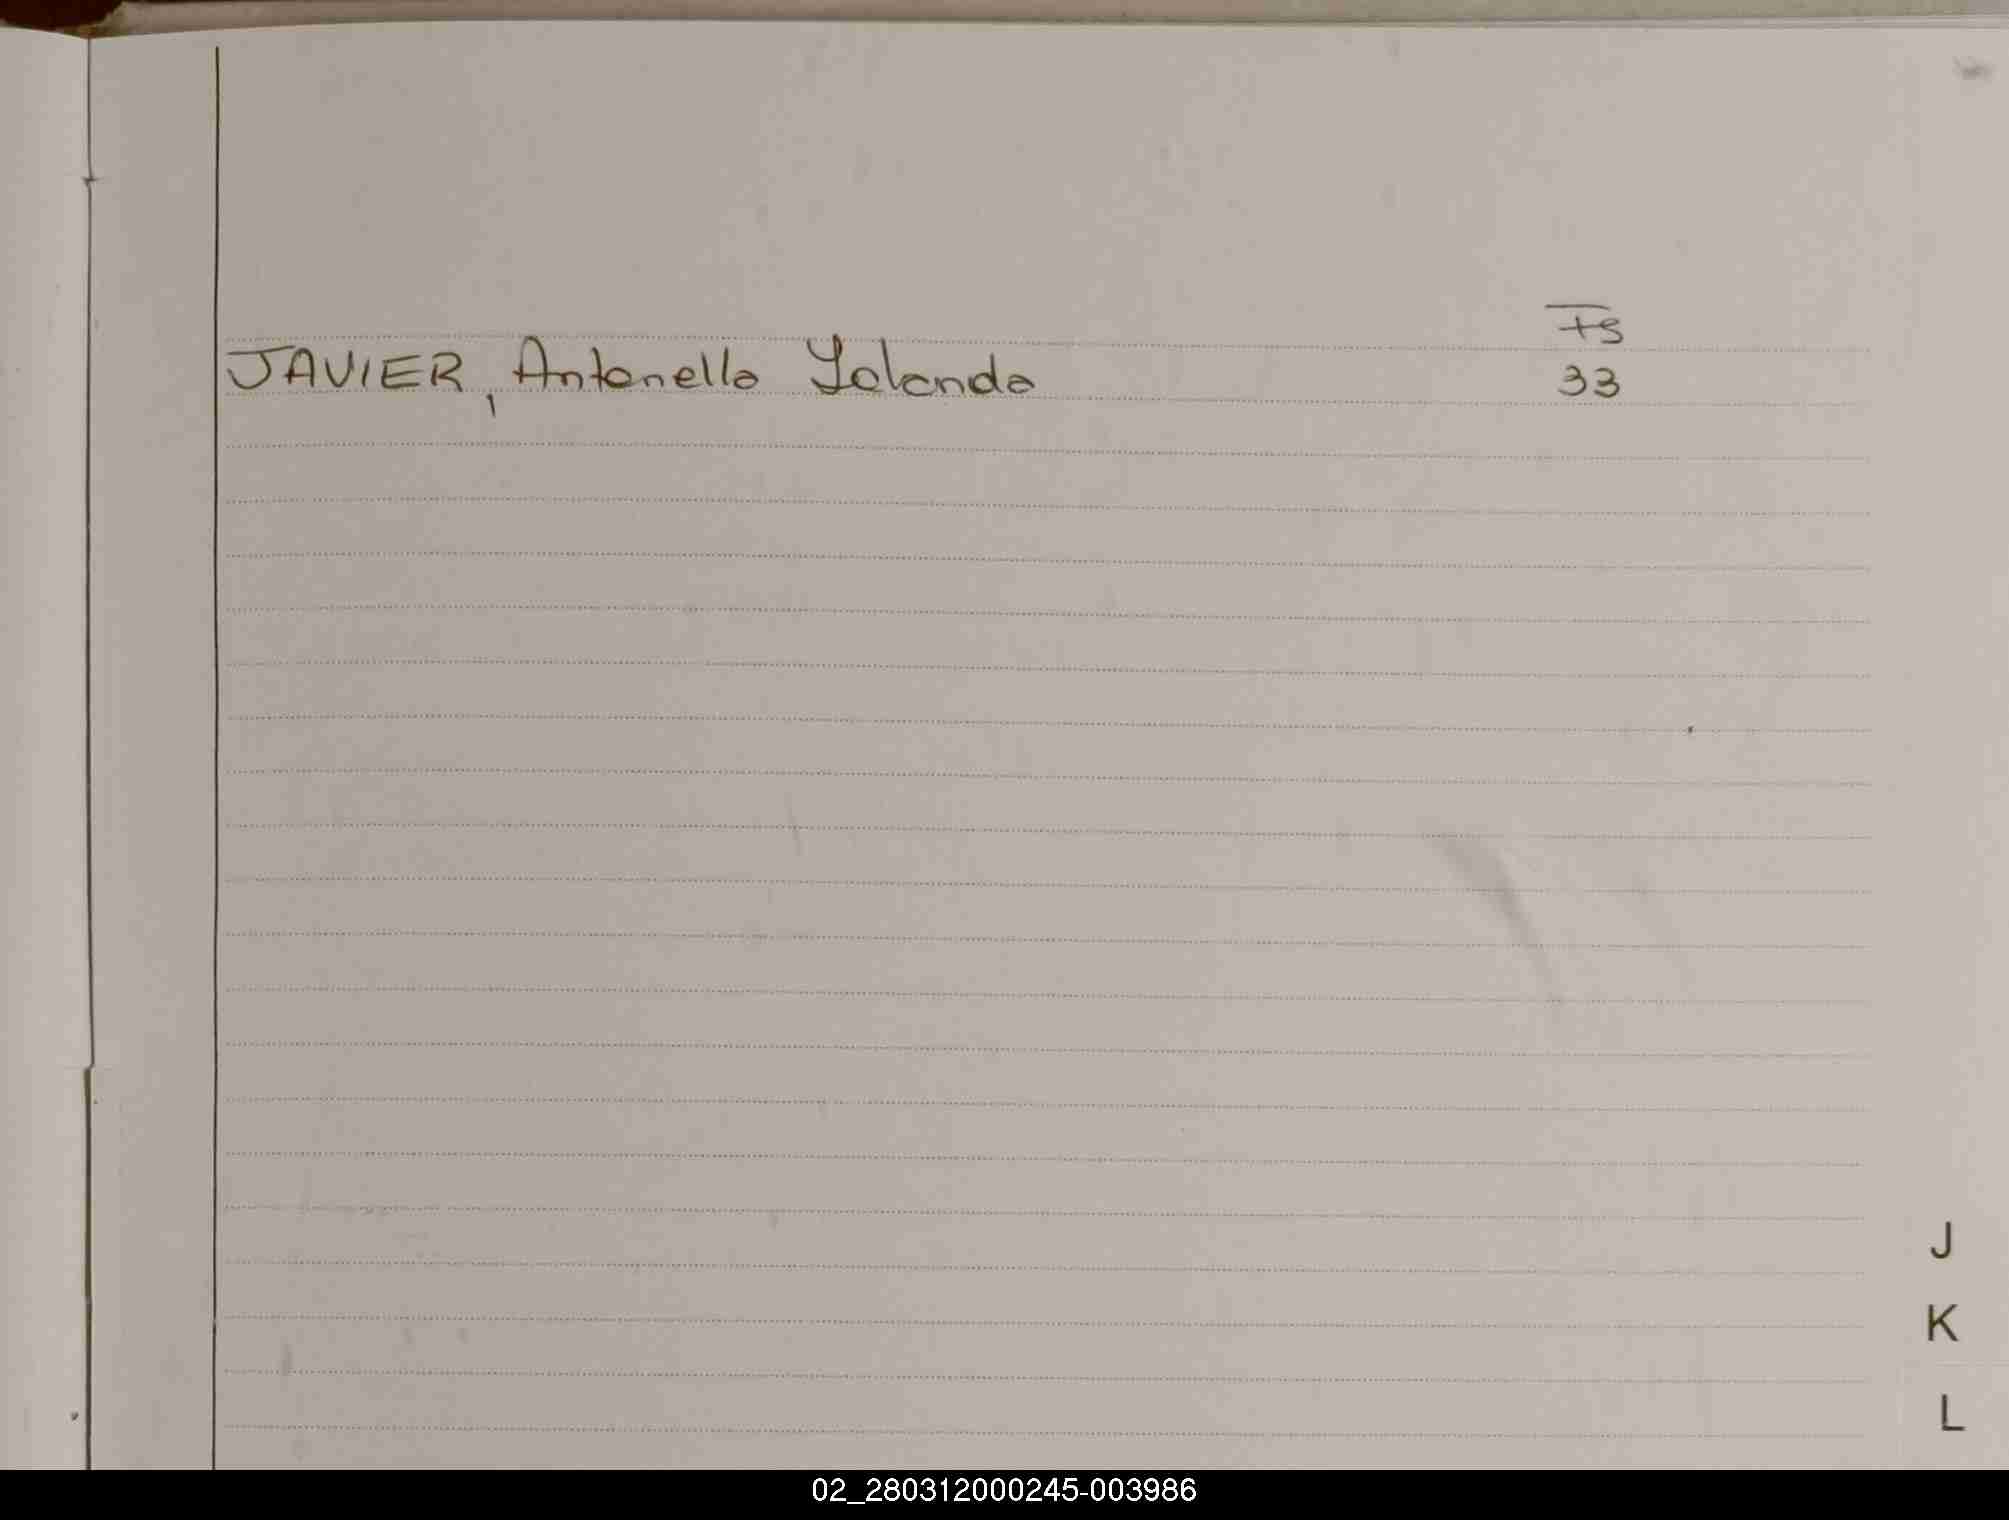 Fs
JAVIER, Antonella Yolanda 33
J
K
L
02_280312000245-003986